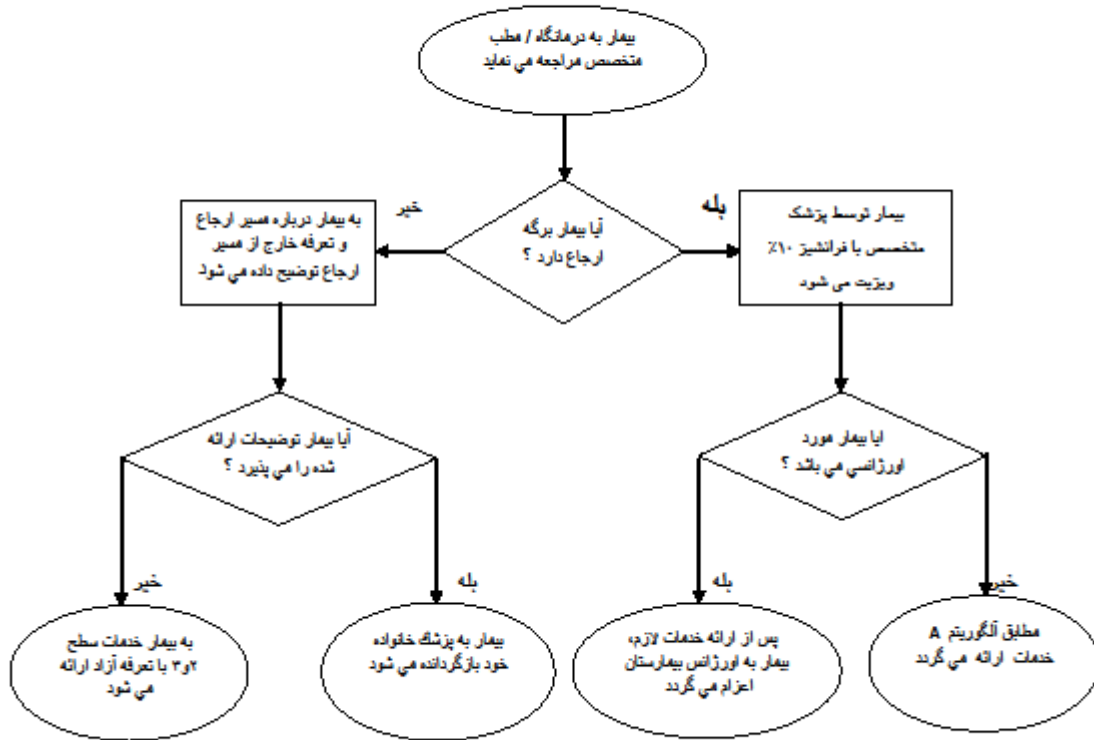 بیمار به درمانگاه / مطب
متخصص مراجعه می نماید
خیر
بله
به بیمار درباره مسیر ارجاع
و تعرفه خارج از مسیر
ارجاع توضیح داده می شود.
آیا بیمار برگه
ارجاع دارد ؟
بیمار توسط پزشک
متخصص با فرانشیز ۱۰٪
ویزیت می شود
آیا بیمار توضیحات ارائه
شده را می پذیرد ؟
ایا بیمار مورد
اورژانسی می باشد ؟
خیر
بله
بله
خیر
به بیمار خدمات سطح
۲و۳ با تعرفه آزاد ارائه
می شود
بیمار به پزشک خانواده
خود بازگردانده می شود
پس از ارائه خدمات لازم،
بیمار به اورژانس بیمارستان
اعزام می گردد
مطابق آلگوریتم A
خدمات ارائه می گردد